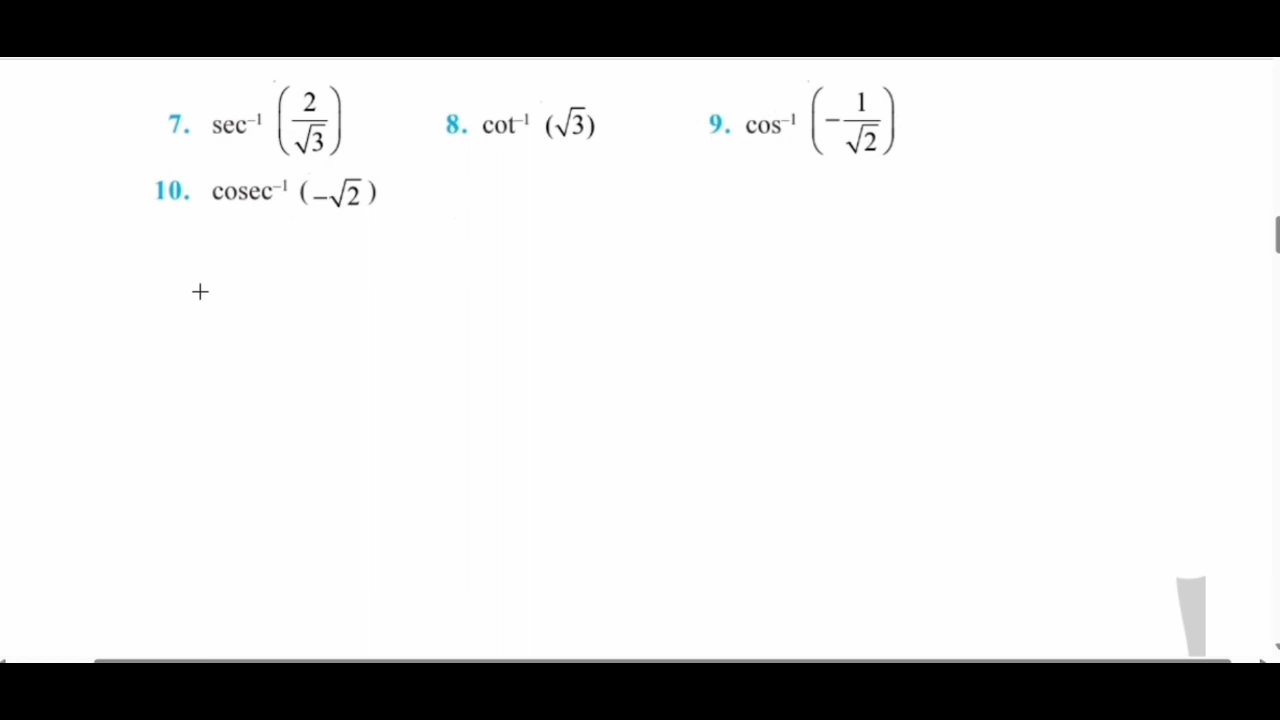 7. sec⁻¹ (2/√3) 8. cot⁻¹ (√3) 9. cos⁻¹ (−1/√2)
10. cosec⁻¹ (−√2)